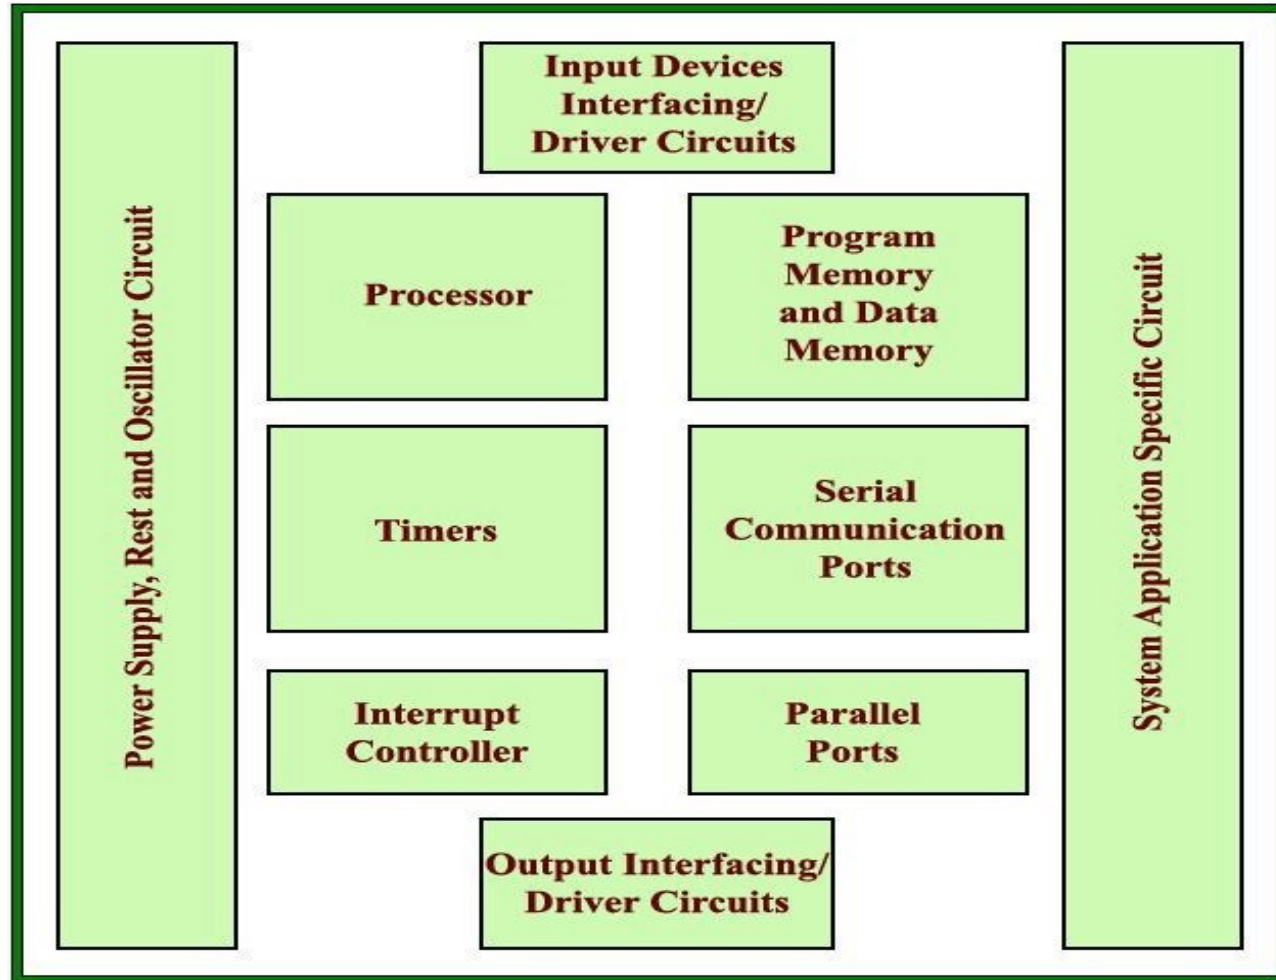 Input Devices
Interfacing/
Driver Circuits
Power Supply, Rest and Oscillator Circuit
Processor
Program
Memory
and Data
Memory
System Application Specific Circuit
Timers
Serial
Communication
Ports
Interrupt
Controller
Parallel
Ports
Output Interfacing/
Driver Circuits